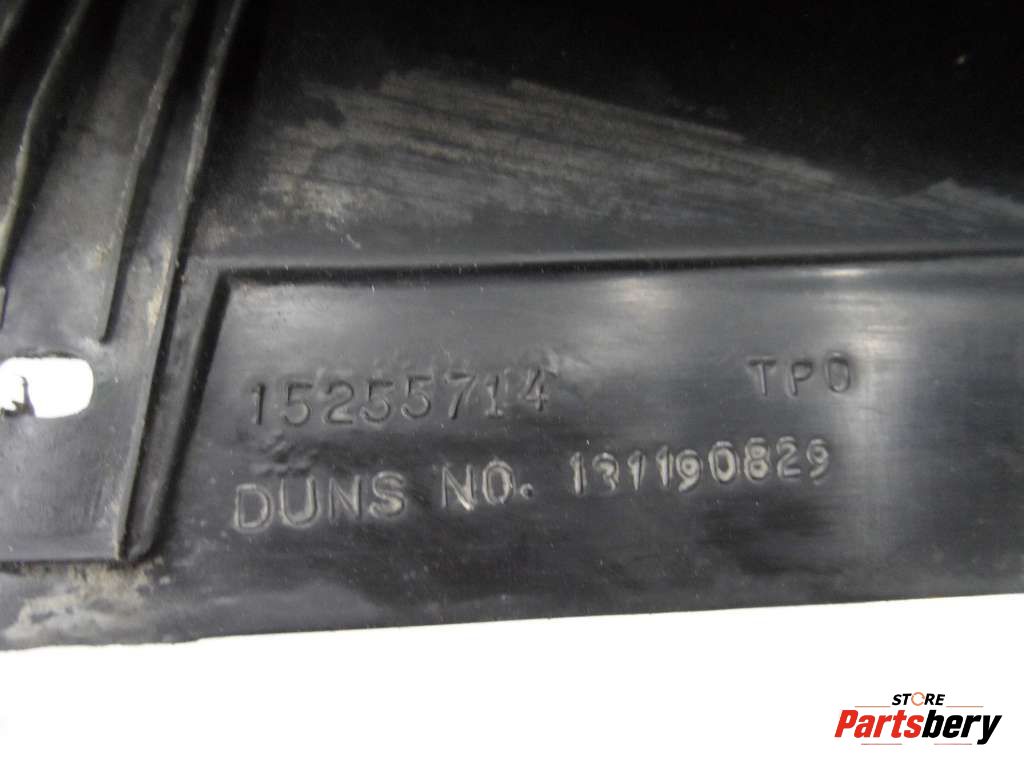 15255714 TPO
DUNS NO. 131190829
STORE
Partsbery